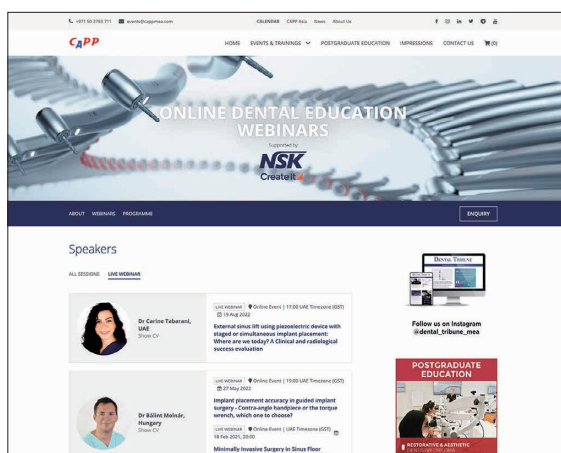 +971 50 2793 711 events@cappmea.com CALENDAR CAPP Asia News About Us
CAPP HOME EVENTS & TRAININGS POSTGRADUATE EDUCATION IMPRESSIONS CONTACT US (0)
ONLINE DENTAL EDUCATION
WEBINARS
Supported by
NSK
Create it
ABOUT WEBINARS PROGRAMME ENQUIRY
Speakers
ALL SESSIONS LIVE WEBINAR
Dr Carine Tabarani,
UAE
Show CV
LIVE WEBINAR Online Event | 17:00 UAE Timezone (GST)
19 Aug 2022
External sinus lift using piezoelectric device with
staged or simultaneous implant placement:
Where are we today? A Clinical and radiological
success evaluation
Dr Bálint Molnár,
Hungary
Show CV
LIVE WEBINAR Online Event | 19:00 UAE Timezone (GST)
27 May 2022
Implant placement accuracy in guided implant
surgery - Contra-angle handpiece or the torque
wrench, which one to choose?
LIVE WEBINAR Online Event | UAE Timezone (GST)
18 Feb 2021, 20:00
Minimally Invasive Surgery in Sinus Floor
DENTAL TRIBUNE
Follow us on Instagram
@dental_tribune_mea
POSTGRADUATE
EDUCATION
RESTORATIVE & AESTHETIC